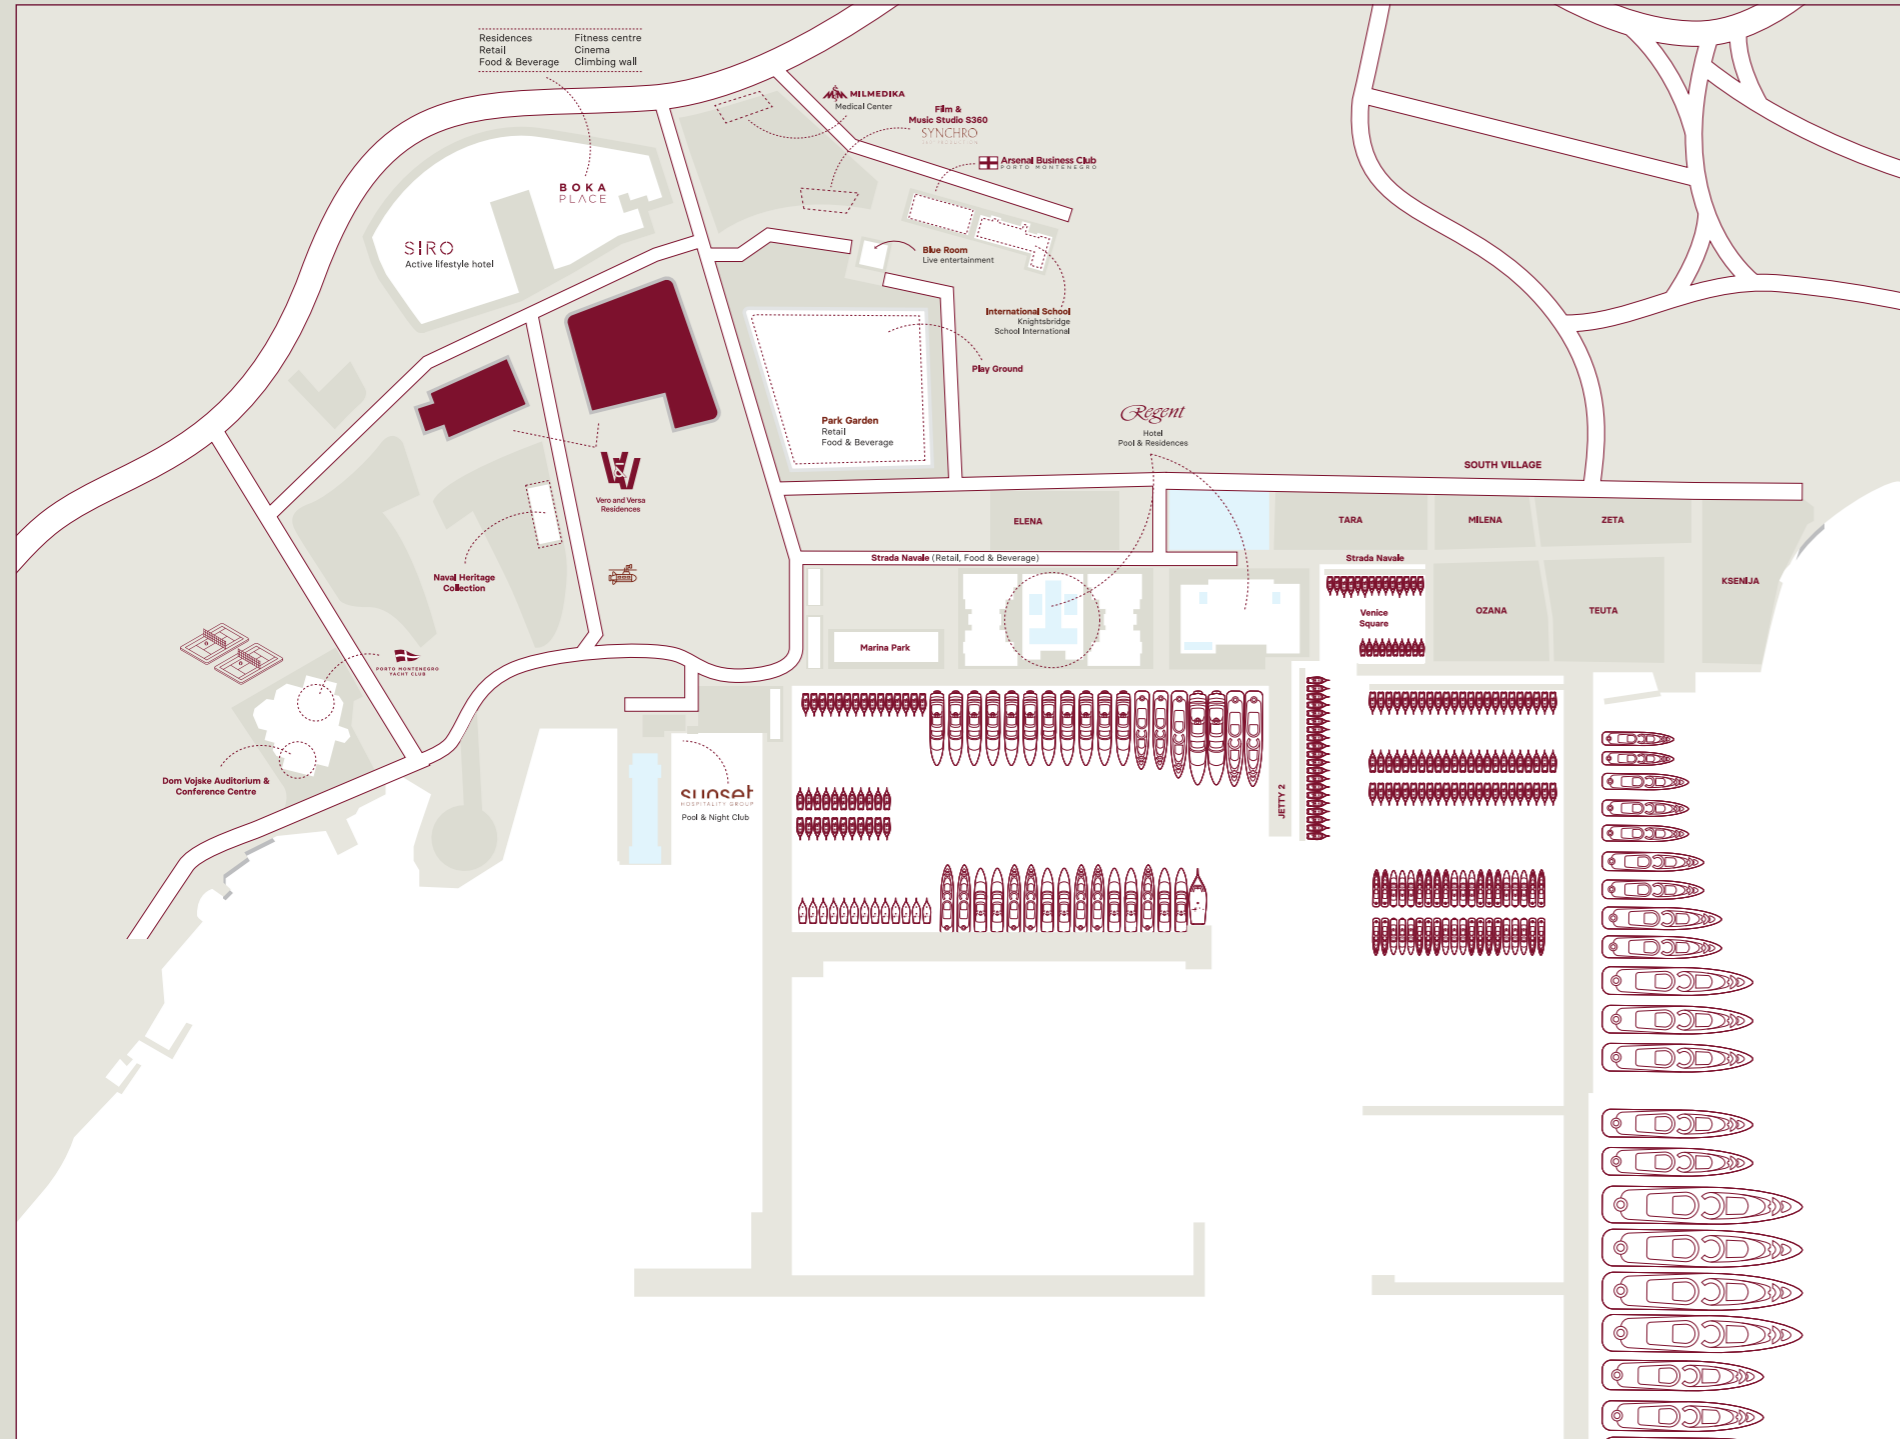 Residences
Retail
Food & Beverage
Fitness centre
Cinema
Climbing wall
BOKA
PLACE
SIRO
Active lifestyle hotel
MILMEDIKA
Medical Center
Film &
Music Studio S360
SYNCHRO
Arsenal Business Club
PORTO MONTENEGRO
Blue Room
Live entertainment
International School
Knightsbridge
School International
Play Ground
Park Garden
Retail
Food & Beverage
Regent
Hotel
Pool & Residences
SOUTH VILLAGE
V&V
Vero and Versa
Residences
Naval Heritage
Collection
ELENA
TARA
MILENA
ZETA
Strada Navale (Retail, Food & Beverage)
Strada Navale
KSENIJA
Venice
Square
OZANA
TEUTA
Marina Park
PORTO MONTENEGRO
YACHT CLUB
Dom Vojske Auditorium &
Conference Centre
sunset
HOSPITALITY GROUP
Pool & Night Club
JETTY 2